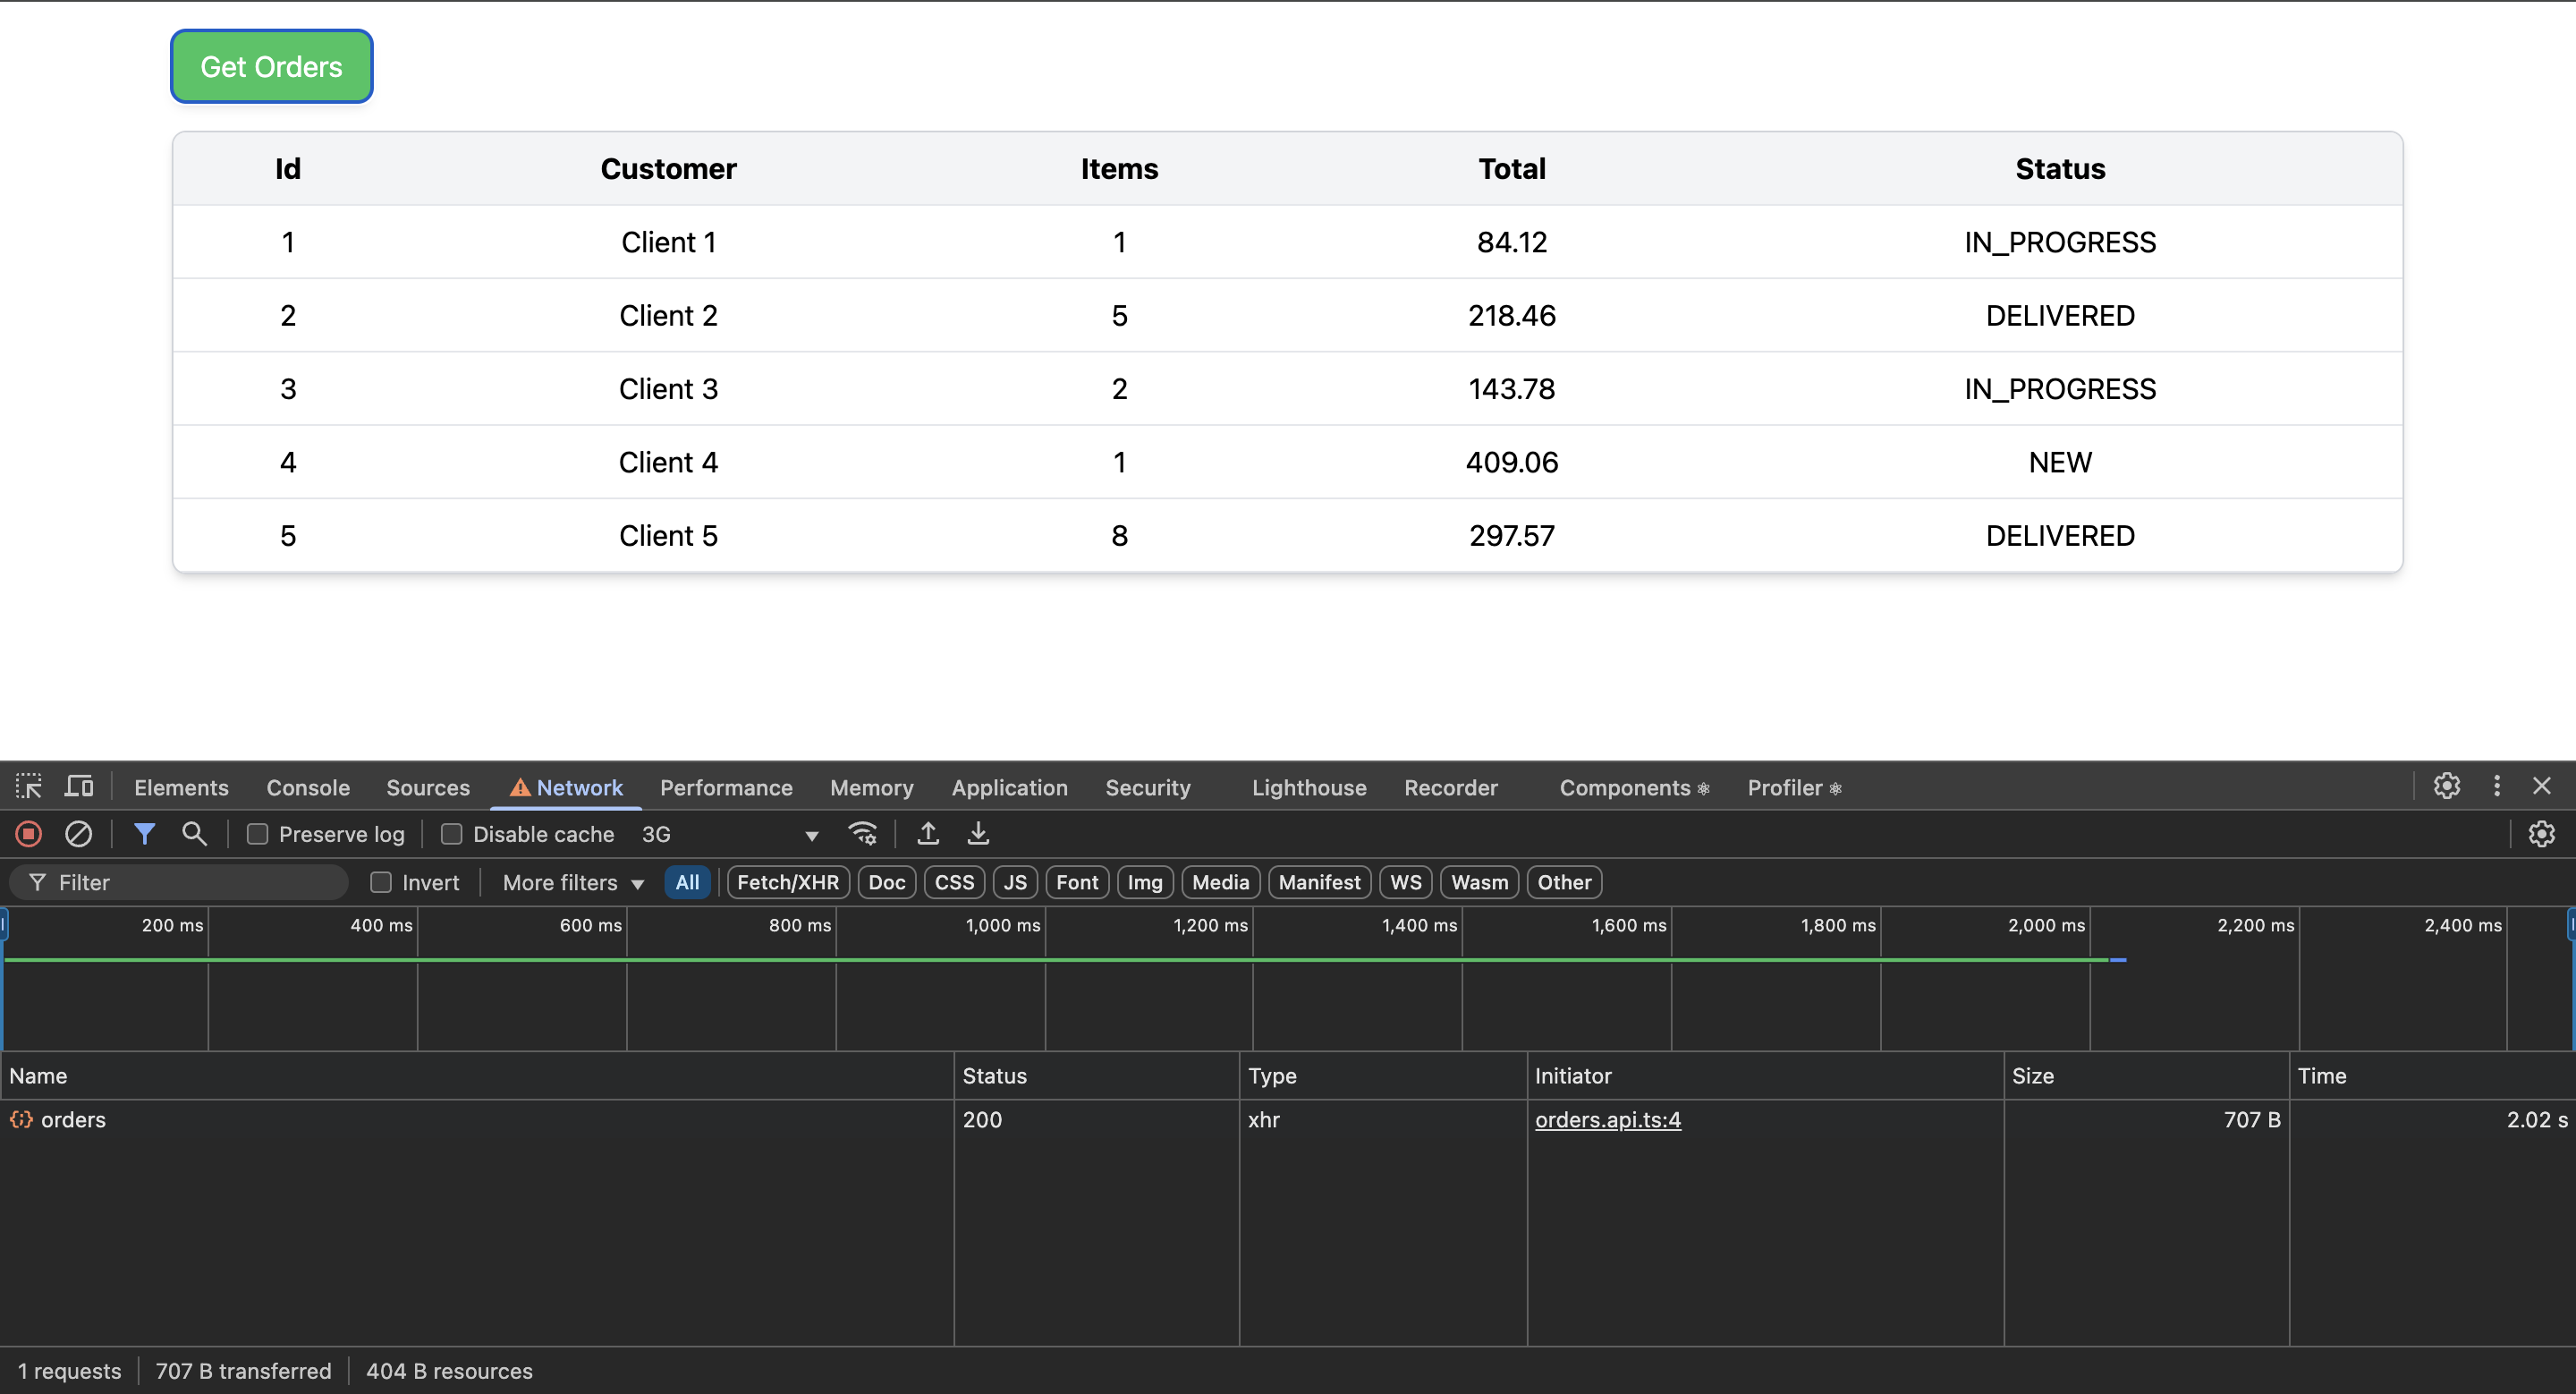 Get Orders
Id Customer Items Total Status
1 Client 1 1 84.12 IN_PROGRESS
2 Client 2 5 218.46 DELIVERED
3 Client 3 2 143.78 IN_PROGRESS
4 Client 4 1 409.06 NEW
5 Client 5 8 297.57 DELIVERED
Elements Console Sources Network Performance Memory Application Security Lighthouse Recorder Components Profiler
Preserve log Disable cache 3G
Filter Invert More filters All Fetch/XHR Doc CSS JS Font Img Media Manifest WS Wasm Other
200 ms 400 ms 600 ms 800 ms 1,000 ms 1,200 ms 1,400 ms 1,600 ms 1,800 ms 2,000 ms 2,200 ms 2,400 ms
Name Status Type Initiator Size Time
orders 200 xhr orders.api.ts:4 707 B 2.02 s
1 requests 707 B transferred 404 B resources